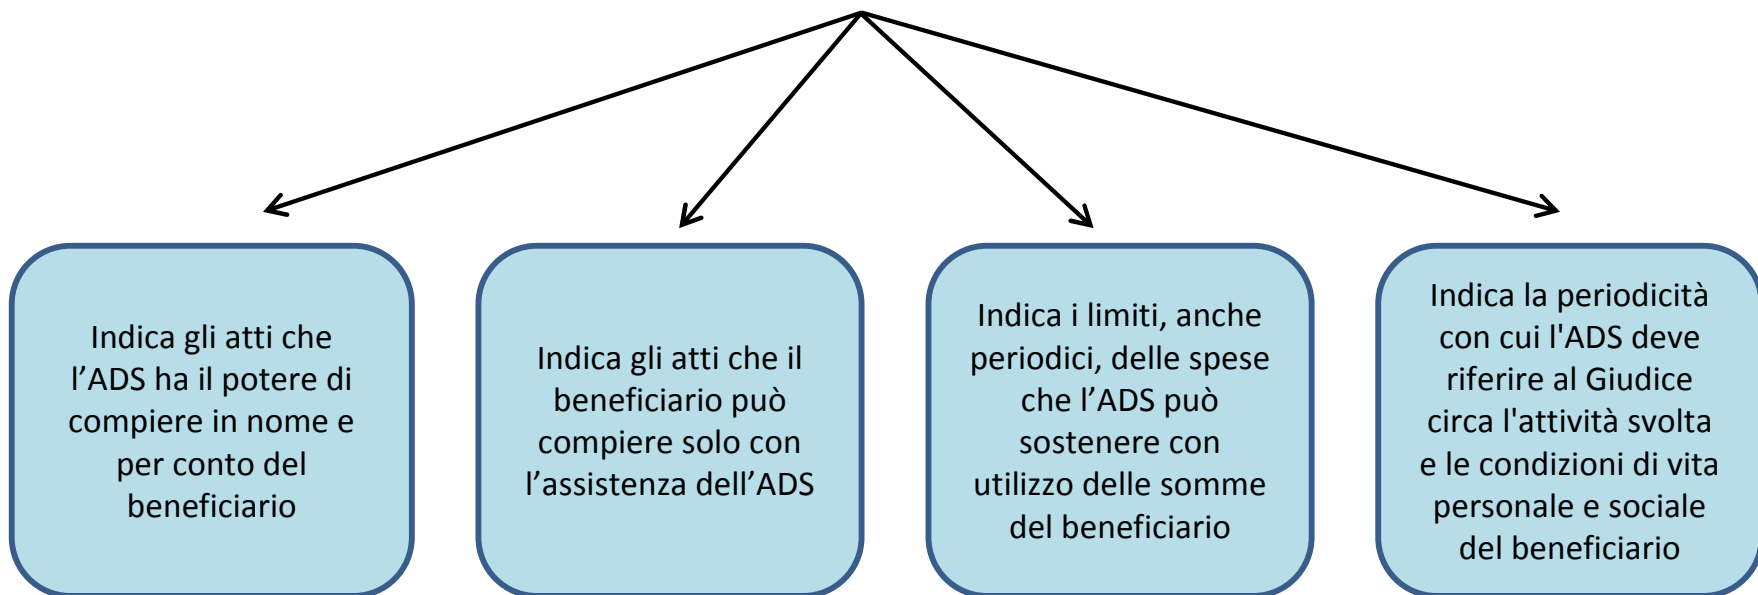 Indica gli atti che
l’ADS ha il potere di
compiere in nome e
per conto del
beneficiario
Indica gli atti che il
beneficiario può
compiere solo con
l’assistenza dell’ADS
Indica i limiti, anche
periodici, delle spese
che l’ADS può
sostenere con
utilizzo delle somme
del beneficiario
Indica la periodicità
con cui l'ADS deve
riferire al Giudice
circa l'attività svolta
e le condizioni di vita
personale e sociale
del beneficiario